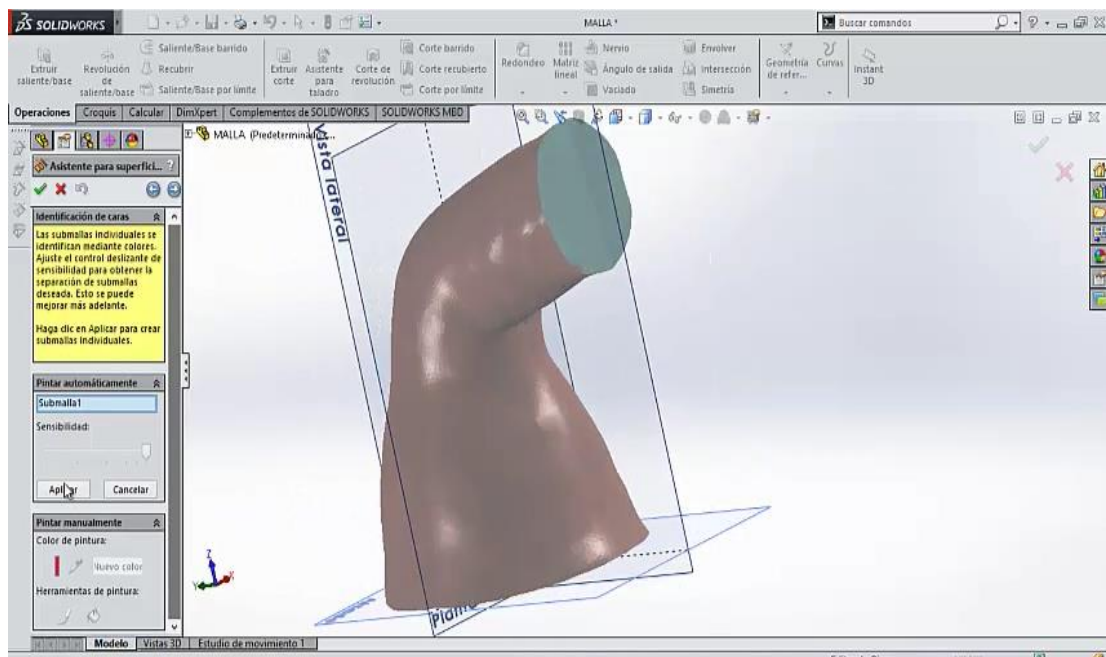 SOLIDWORKS
MALLA *
Buscar comandos
Extruir saliente/base
Revolución de saliente/base
Saliente/Base barrido
Recubrir
Saliente/Base por límite
Extruir corte
Asistente para taladro
Corte de revolución
Corte barrido
Corte recubierto
Corte por límite
Redondeo
Matriz lineal
Nervio
Ángulo de salida
Vaciado
Envolver
Intersección
Simetría
Geometría de refer...
Curvas
Instant 3D
Operaciones
Croquis
Calcular
DimXpert
Complementos de SOLIDWORKS
SOLIDWORKS MBD
MALLA (Predeterminado...
Vista lateral
Asistente para superfici... ?
Identificación de caras
Las submallas individuales se
identifican mediante colores.
Ajuste el control deslizante de
sensibilidad para obtener la
separación de submallas
deseada. Esto se puede
mejorar más adelante.
Haga clic en Aplicar para crear
submallas individuales.
Pintar automáticamente
Submalla1
Sensibilidad:
Aplicar
Cancelar
Pintar manualmente
Color de pintura:
Nuevo color
Herramientas de pintura:
Z
Y
X
Modelo
Vistas 3D
Estudio de movimiento 1